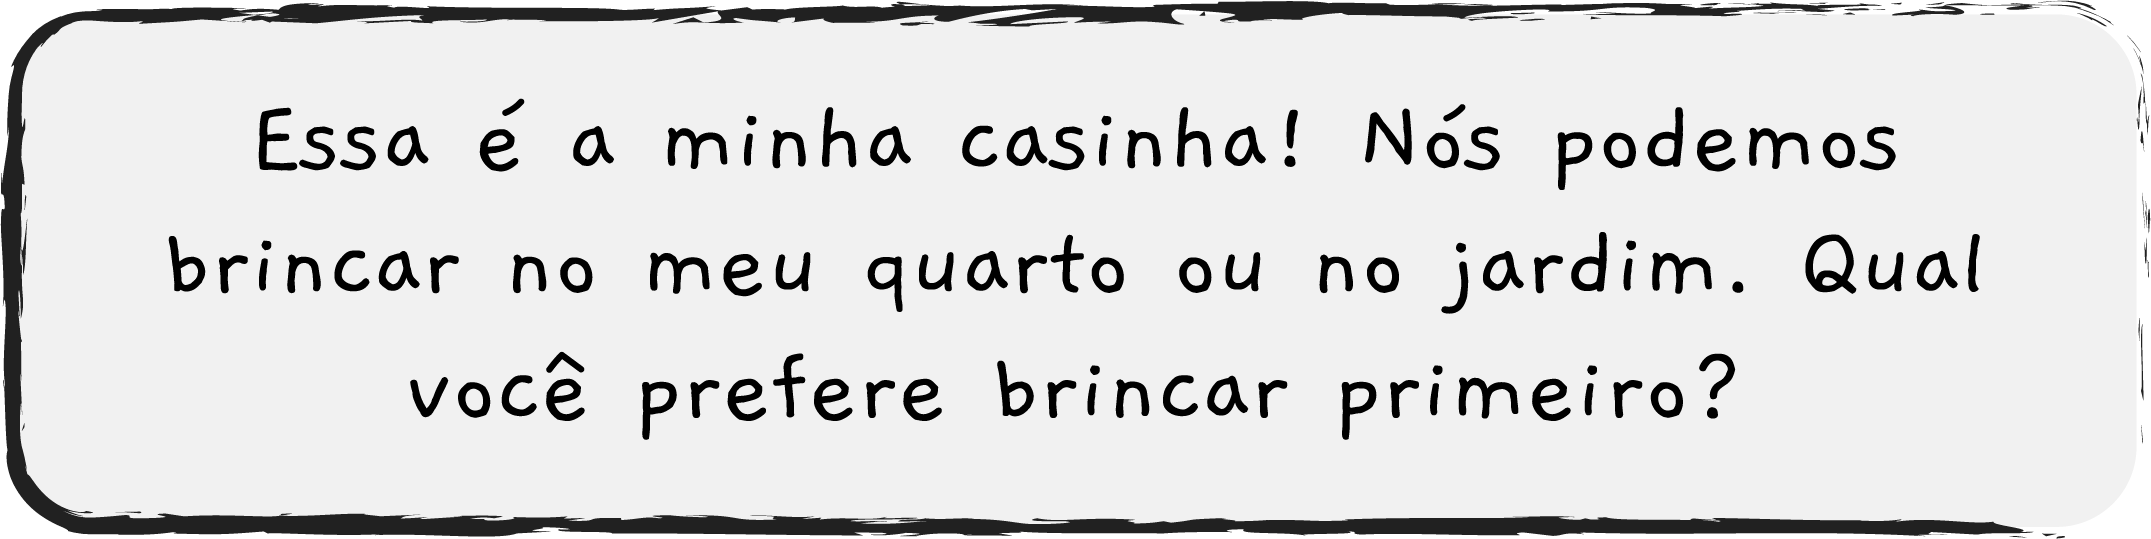 Essa é a minha casinha! Nós podemos
brincar no meu quarto ou no jardim. Qual
você prefere brincar primeiro?